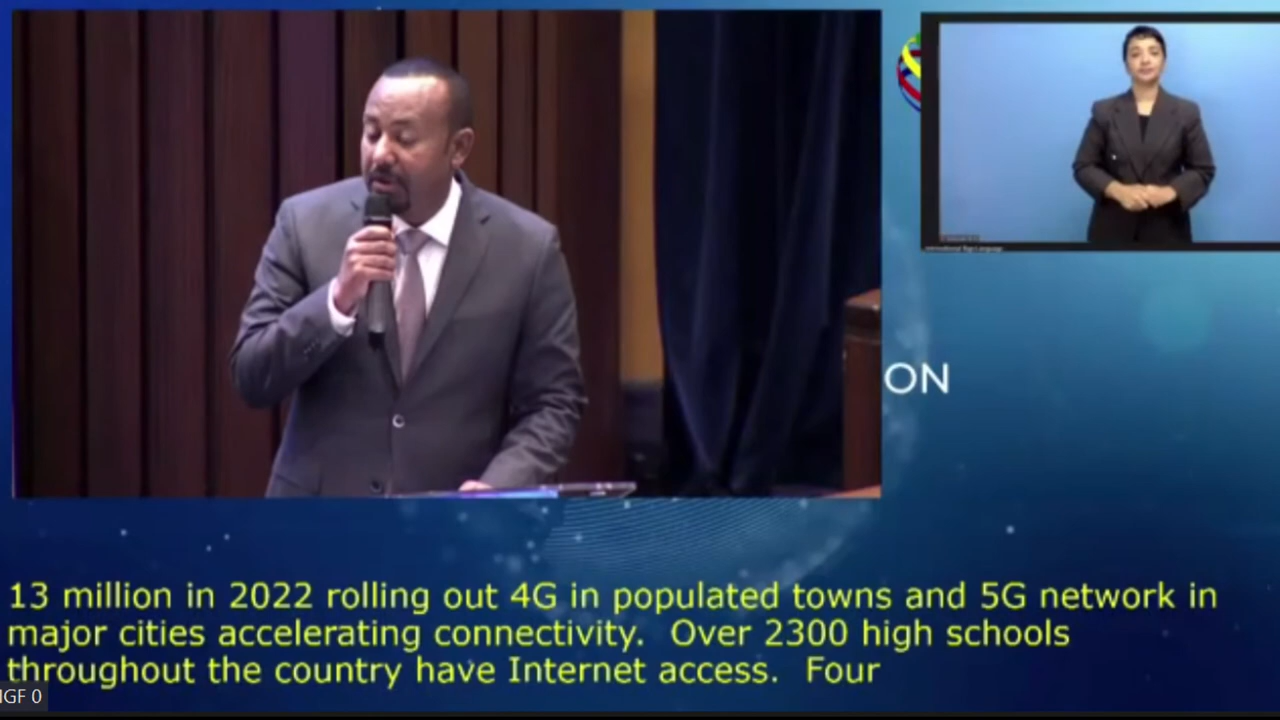 ON
13 million in 2022 rolling out 4G in populated towns and 5G network in
major cities accelerating connectivity.  Over 2300 high schools
throughout the country have Internet access.  Four
IGF 0